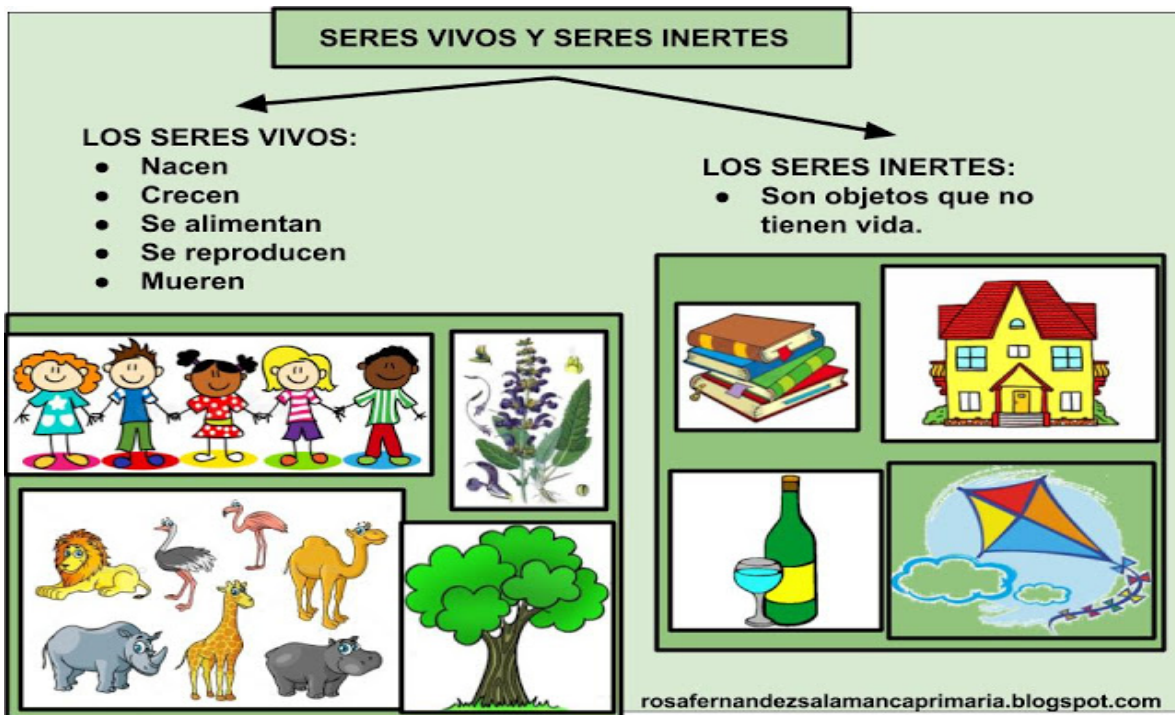 SERES VIVOS Y SERES INERTES
LOS SERES VIVOS:
● Nacen
● Crecen
● Se alimentan
● Se reproducen
● Mueren
LOS SERES INERTES:
● Son objetos que no
tienen vida.
rosafernandezsalamancaprimaria.blogspot.com